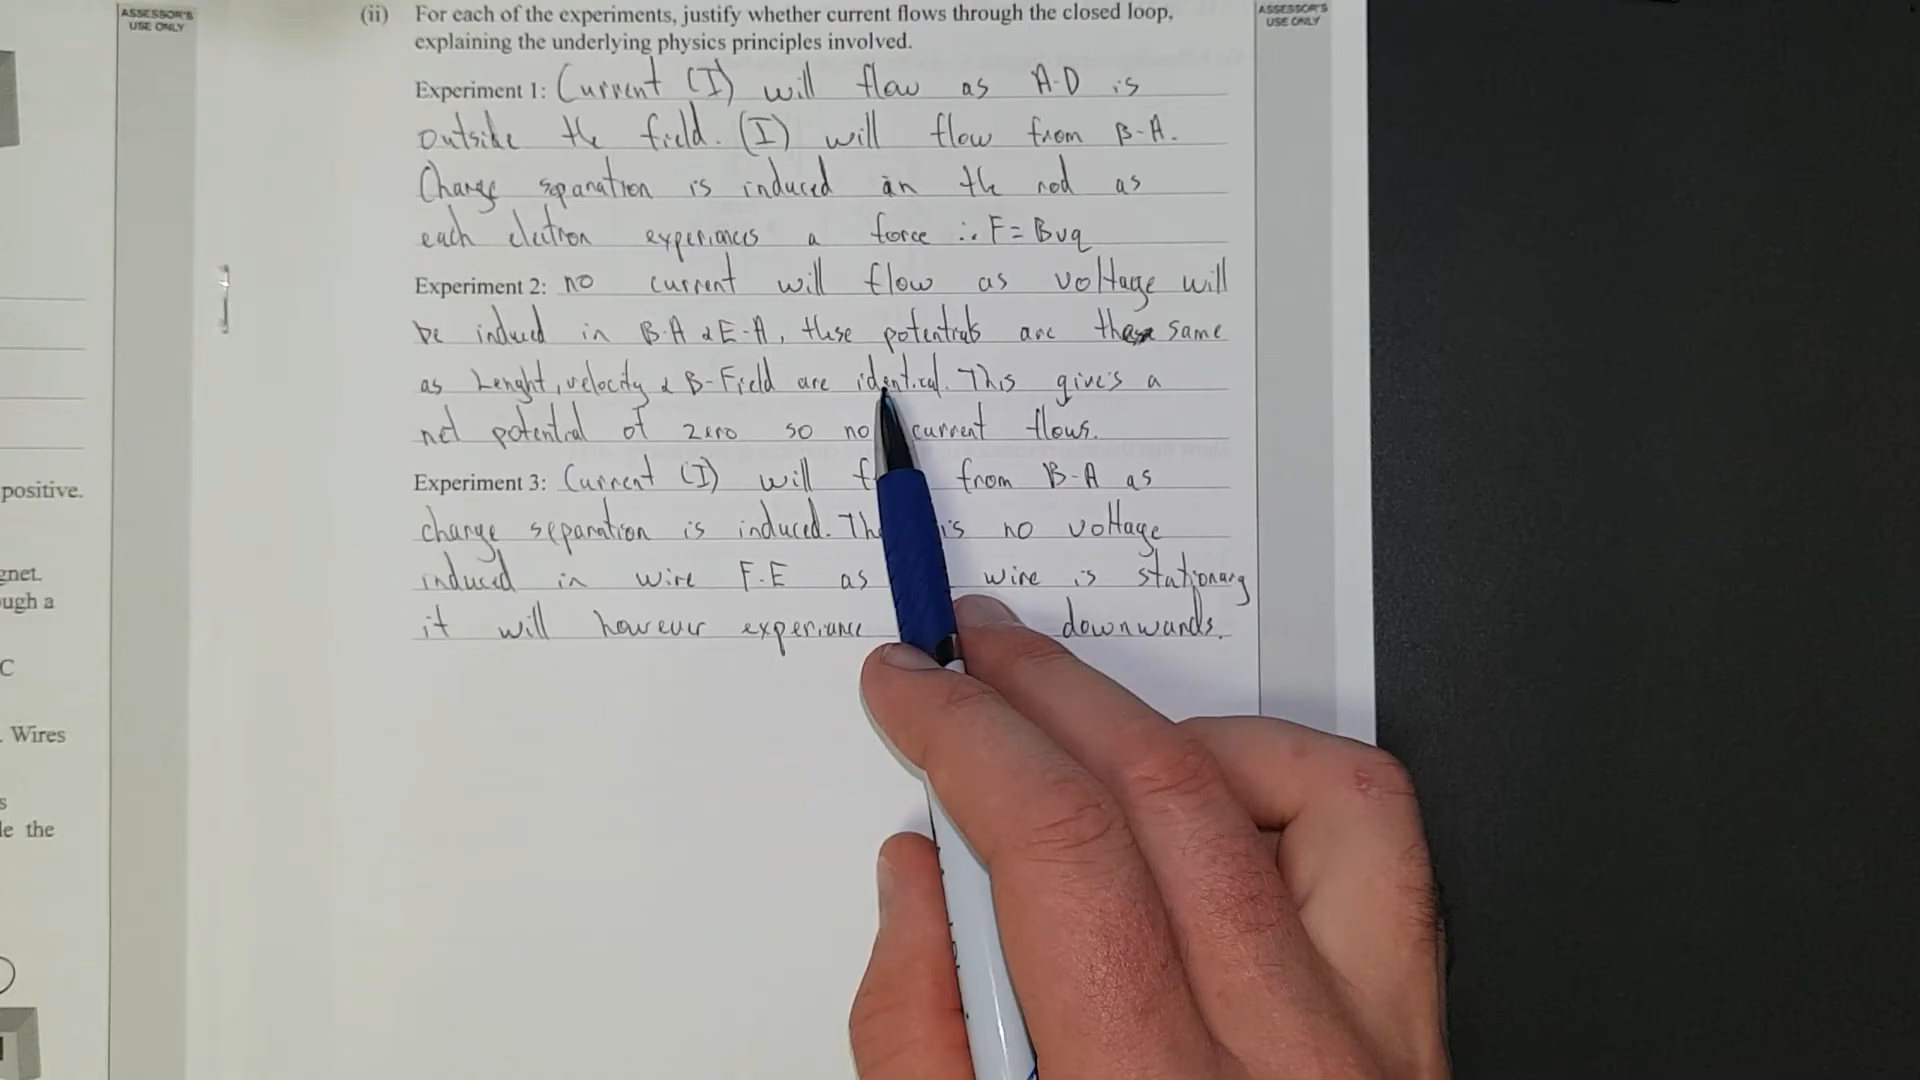 ASSESSOR'S
USE ONLY
(ii) For each of the experiments, justify whether current flows through the closed loop,
explaining the underlying physics principles involved.
ASSESSOR'S
USE ONLY
Experiment 1: Current (I) will flow as A-D is
outside the field. (I) will flow from B-A.
Charge separation is induced in the rod as
each electron experiances a force ∴ F = Bvq
Experiment 2: no current will flow as voltage will
be induced in B-A & E-A, these potentials are the same
as Lenght, velocity & B-Field are identical. This give's a
net potential of zero so no current flows.
Experiment 3: Current (I) will from B-A as
charge separation is induced. is no voltage
induced in wire F-E as wire is stationary
it will however experiance downwards.
positive.
gnet.
ugh a
C
. Wires
s
le the